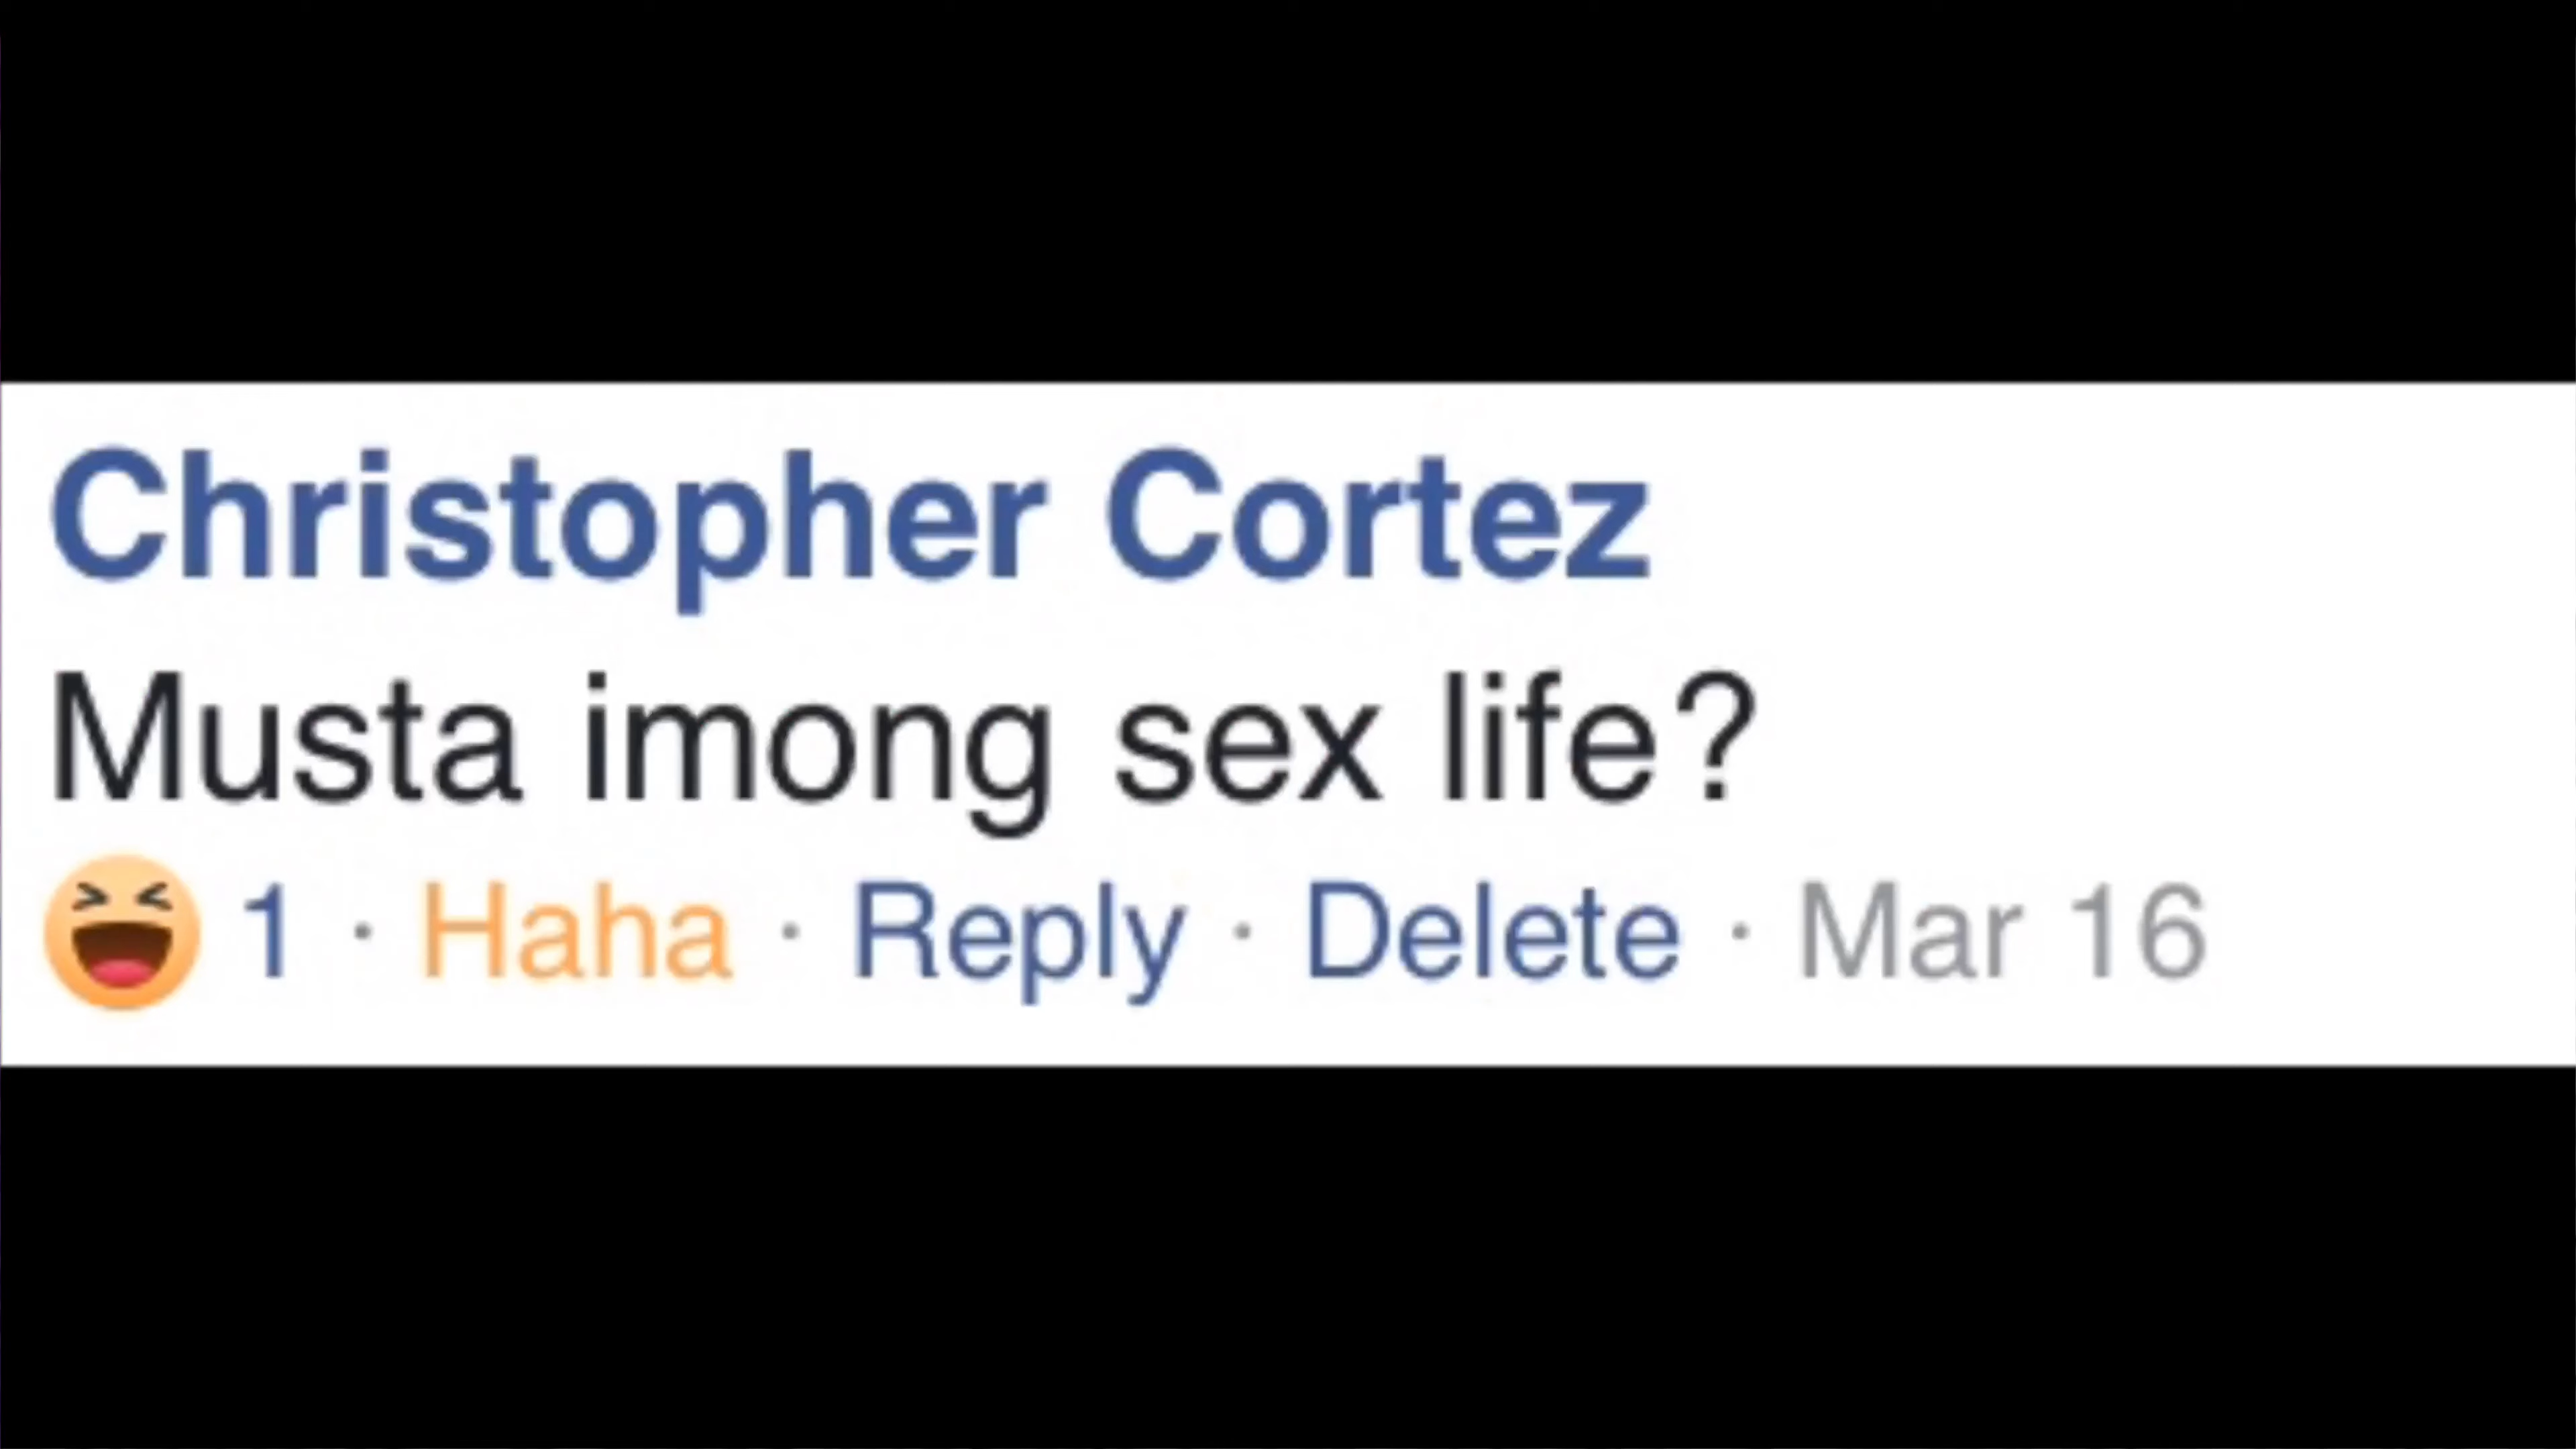 Christopher Cortez
Musta imong sex life?
1 · Haha · Reply · Delete · Mar 16